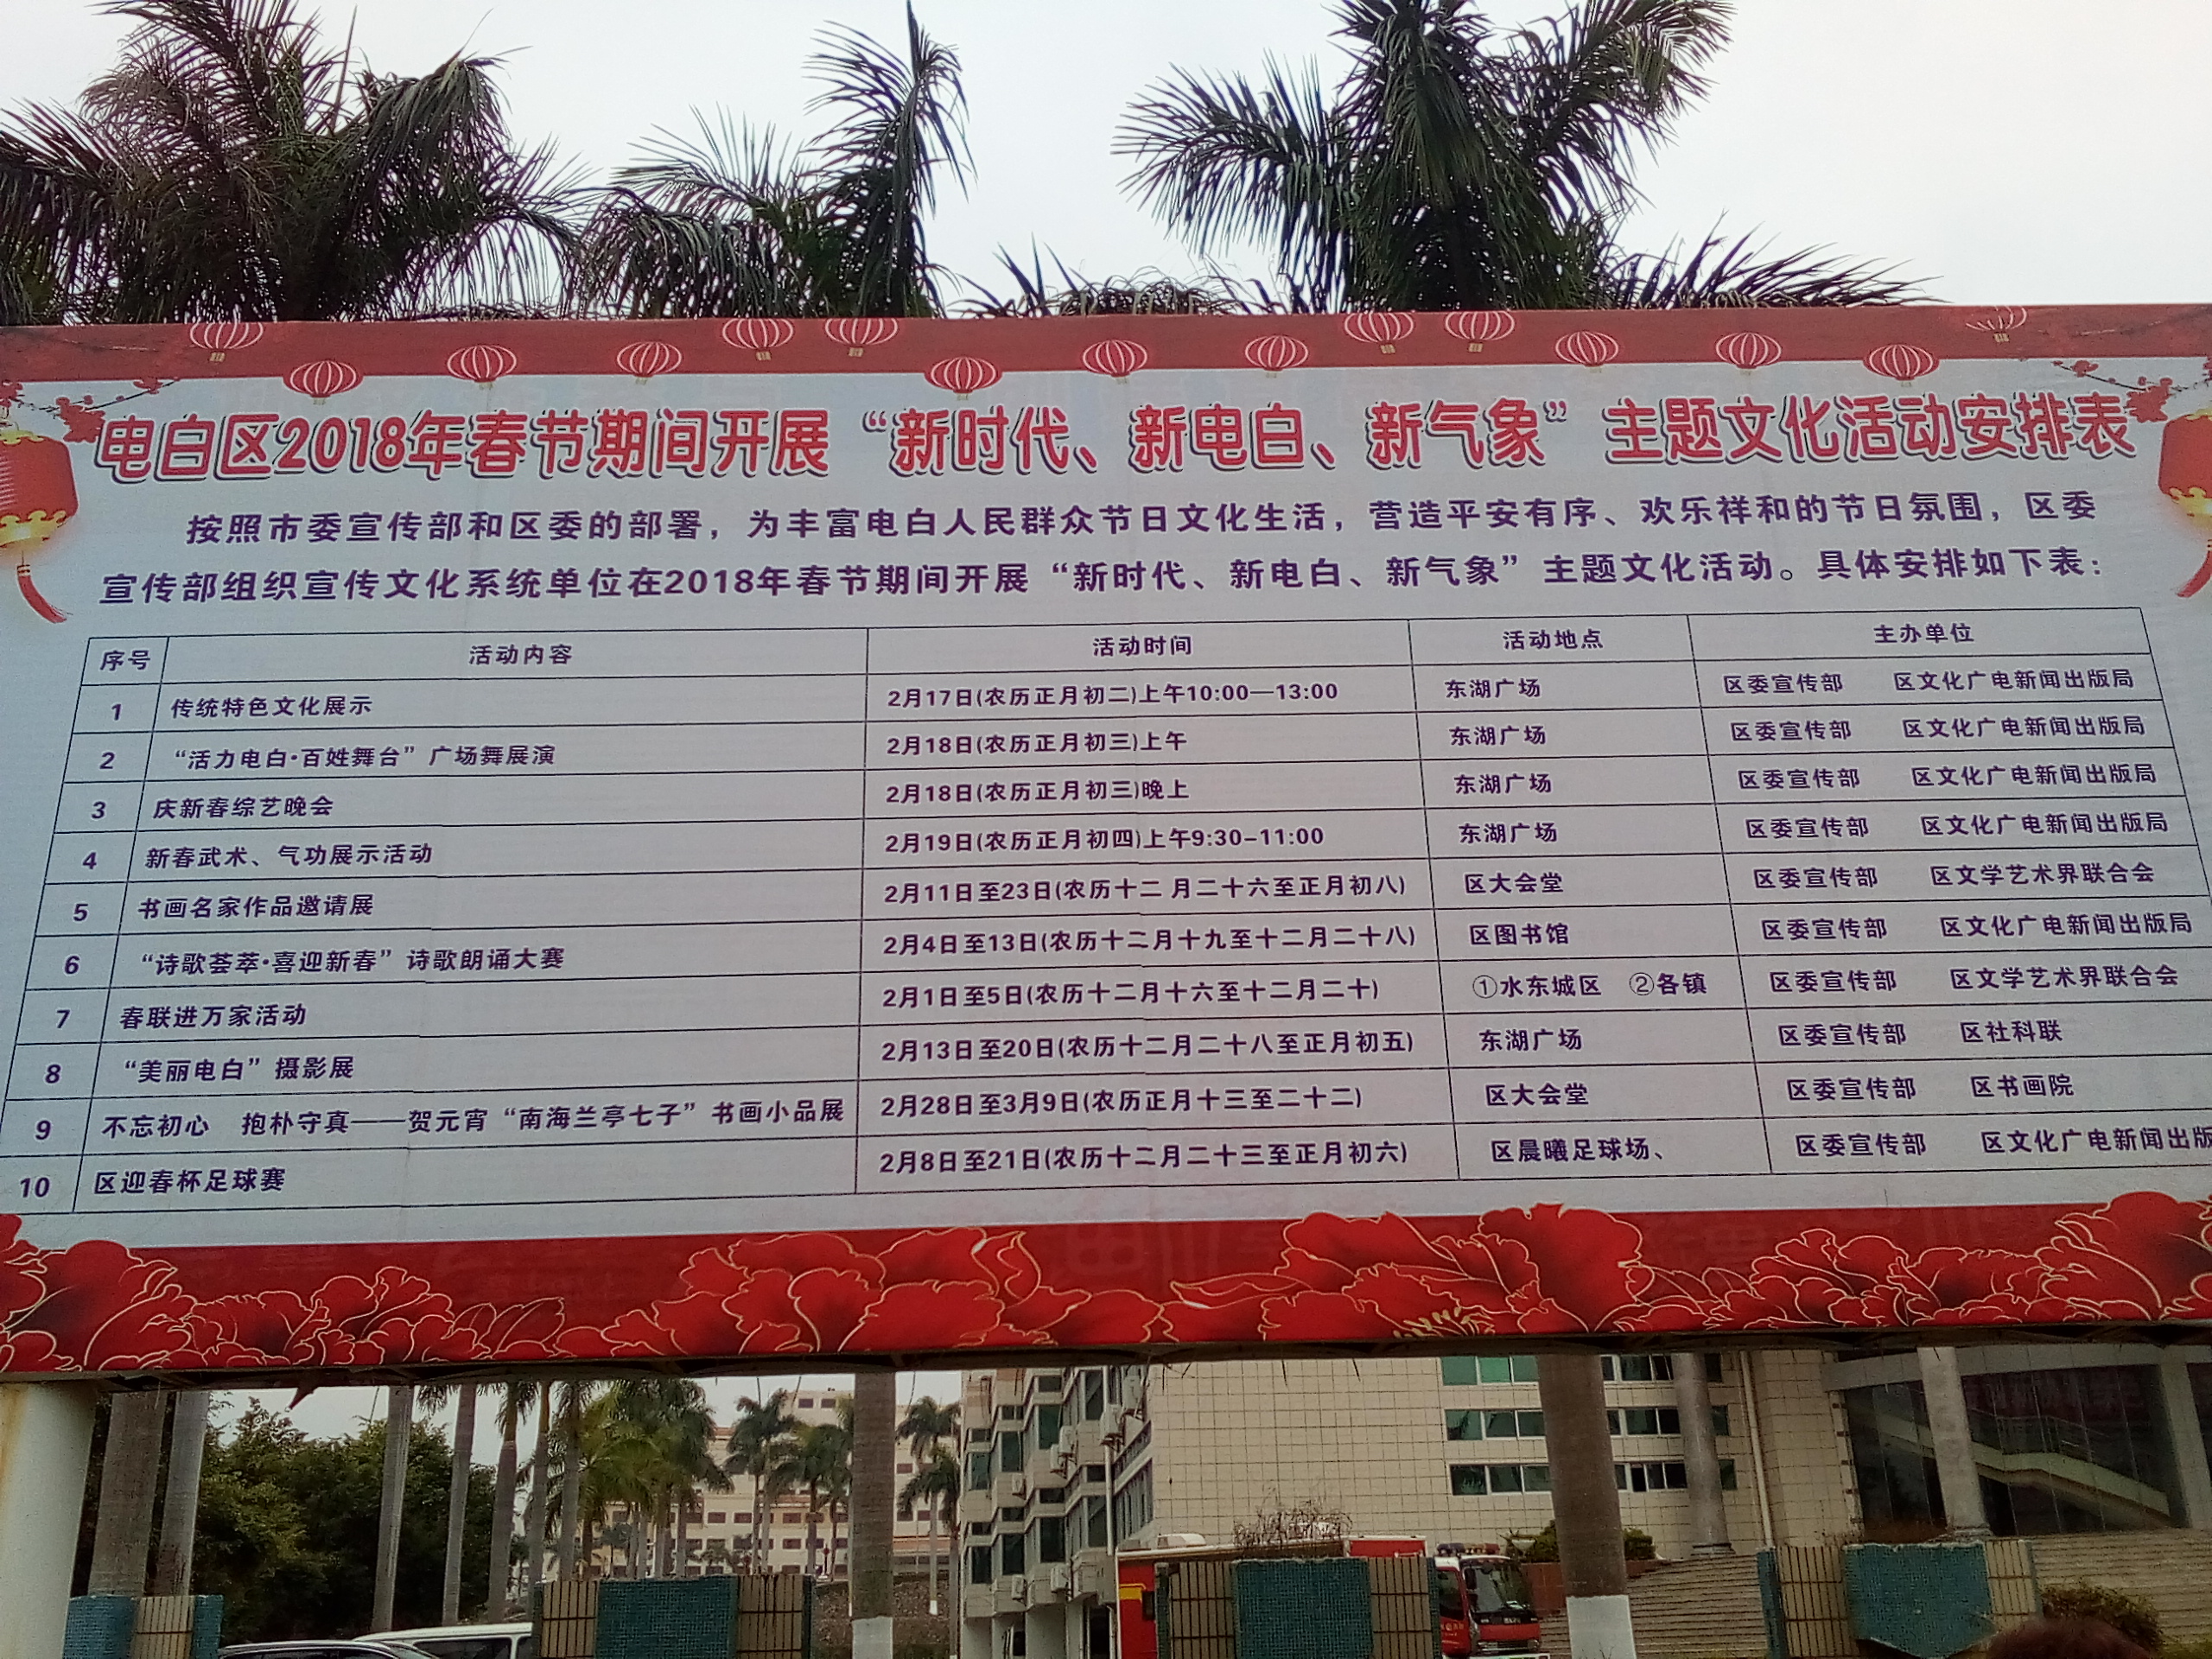 电白区2018年春节期间开展“新时代、新电白、新气象”主题文化活动安排表
按照市委宣传部和区委的部署，为丰富电白人民群众节日文化生活，营造平安有序、欢乐祥和的节日氛围，区委
宣传部组织宣传文化系统单位在2018年春节期间开展“新时代、新电白、新气象”主题文化活动。具体安排如下表：
序号 活动内容 活动时间 活动地点 主办单位
1 传统特色文化展示 2月17日(农历正月初二)上午10:00—13:00 东湖广场 区委宣传部 区文化广电新闻出版局
2 “活力电白·百姓舞台”广场舞展演 2月18日(农历正月初三)上午 东湖广场 区委宣传部 区文化广电新闻出版局
3 庆新春综艺晚会 2月18日(农历正月初三)晚上 东湖广场 区委宣传部 区文化广电新闻出版局
4 新春武术、气功展示活动 2月19日(农历正月初四)上午9:30-11:00 东湖广场 区委宣传部 区文化广电新闻出版局
5 书画名家作品邀请展 2月11日至23日(农历十二 月二十六至正月初八) 区大会堂 区委宣传部 区文学艺术界联合会
6 “诗歌荟萃·喜迎新春”诗歌朗诵大赛 2月4日至13日(农历十二月十九至十二月二十八) 区图书馆 区委宣传部 区文化广电新闻出版局
7 春联进万家活动 2月1日至5日(农历十二月十六至十二月二十) ①水东城区 ②各镇 区委宣传部 区文学艺术界联合会
8 “美丽电白”摄影展 2月13日至20日(农历十二月二十八至正月初五) 东湖广场 区委宣传部 区社科联
9 不忘初心 抱朴守真——贺元宵“南海兰亭七子”书画小品展 2月28日至3月9日(农历正月十三至二十二) 区大会堂 区委宣传部 区书画院
10 区迎春杯足球赛 2月8日至21日(农历十二月二十三至正月初六) 区晨曦足球场、 区委宣传部 区文化广电新闻出版